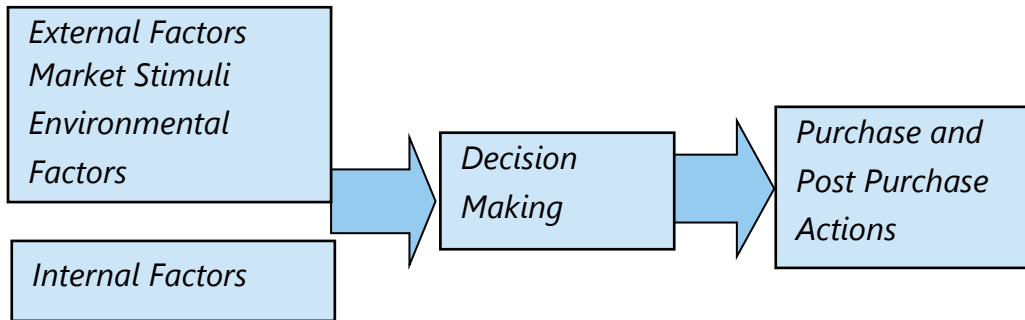 External Factors
Market Stimuli
Environmental
Factors
Internal Factors
Decision
Making
Purchase and
Post Purchase
Actions